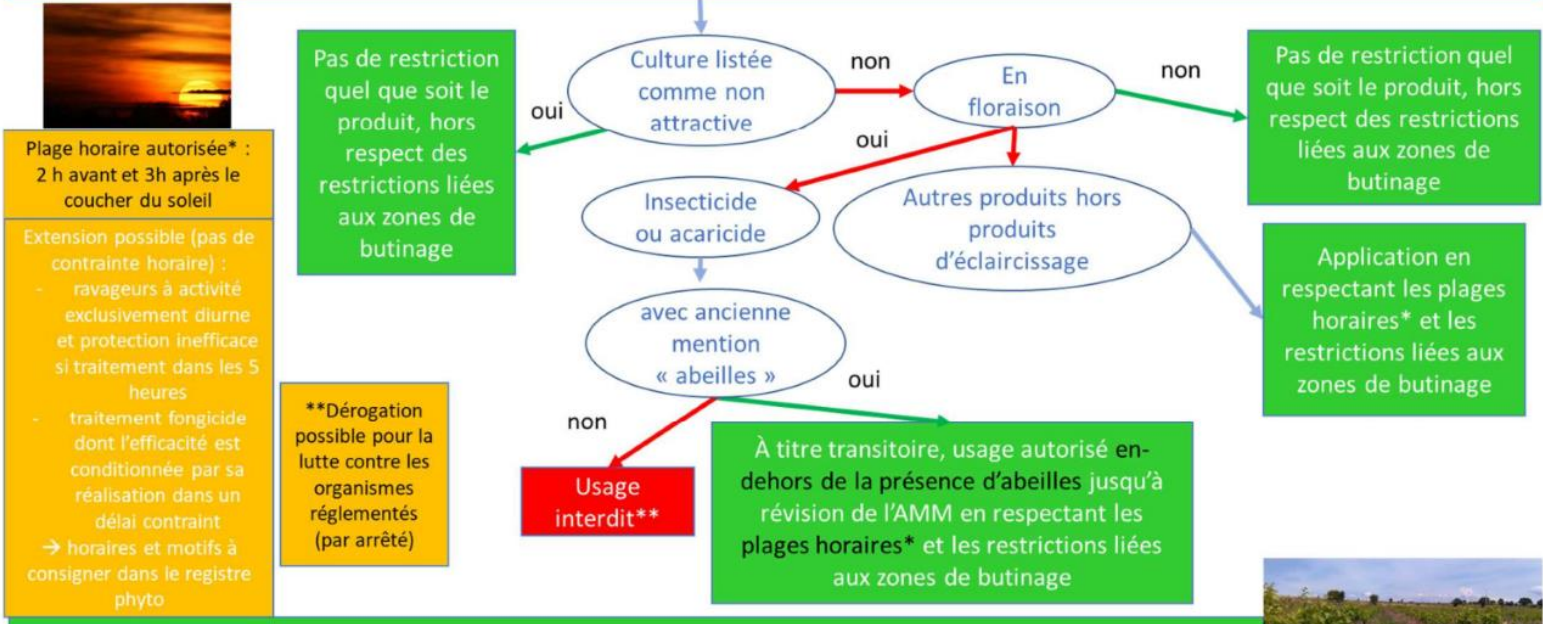 Plage horaire autorisée* :
2 h avant et 3h après le
coucher du soleil
Extension possible (pas de
contrainte horaire) :
- ravageurs à activité
exclusivement diurne
et protection inefficace
si traitement dans les 5
heures
- traitement fongicide
dont l'efficacité est
conditionnée par sa
réalisation dans un
délai contraint
→ horaires et motifs à
consigner dans le registre
phyto
Pas de restriction
quel que soit le
produit, hors
respect des
restrictions liées
aux zones de
butinage
oui
Culture listée
comme non
attractive
non
En
floraison
non
Pas de restriction quel
que soit le produit, hors
respect des restrictions
liées aux zones de
butinage
oui
Insecticide
ou acaricide
Autres produits hors
produits
d'éclaircissage
Application en
respectant les plages
horaires* et les
restrictions liées aux
zones de butinage
avec ancienne
mention
« abeilles »
oui
non
**Dérogation
possible pour la
lutte contre les
organismes
réglementés
(par arrêté)
Usage
interdit**
À titre transitoire, usage autorisé en-
dehors de la présence d'abeilles jusqu'à
révision de l'AMM en respectant les
plages horaires* et les restrictions liées
aux zones de butinage